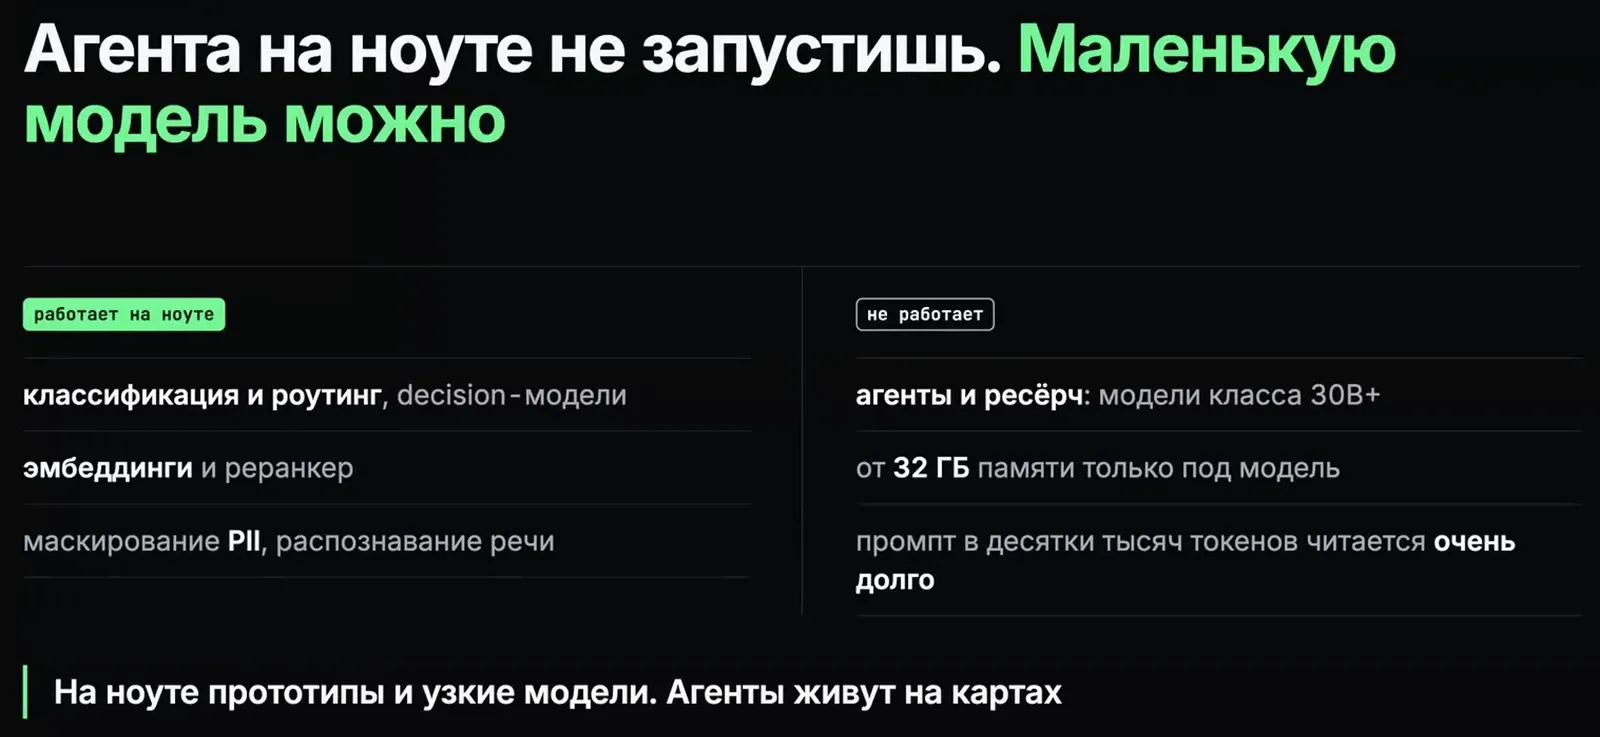 Агента на ноуте не запустишь. Маленькую
модель можно
работает на ноуте
классификация и роутинг, decision-модели
эмбеддинги и реранкер
маскирование PII, распознавание речи
не работает
агенты и ресёрч: модели класса 30B+
от 32 ГБ памяти только под модель
промпт в десятки тысяч токенов читается очень
долго
На ноуте прототипы и узкие модели. Агенты живут на картах